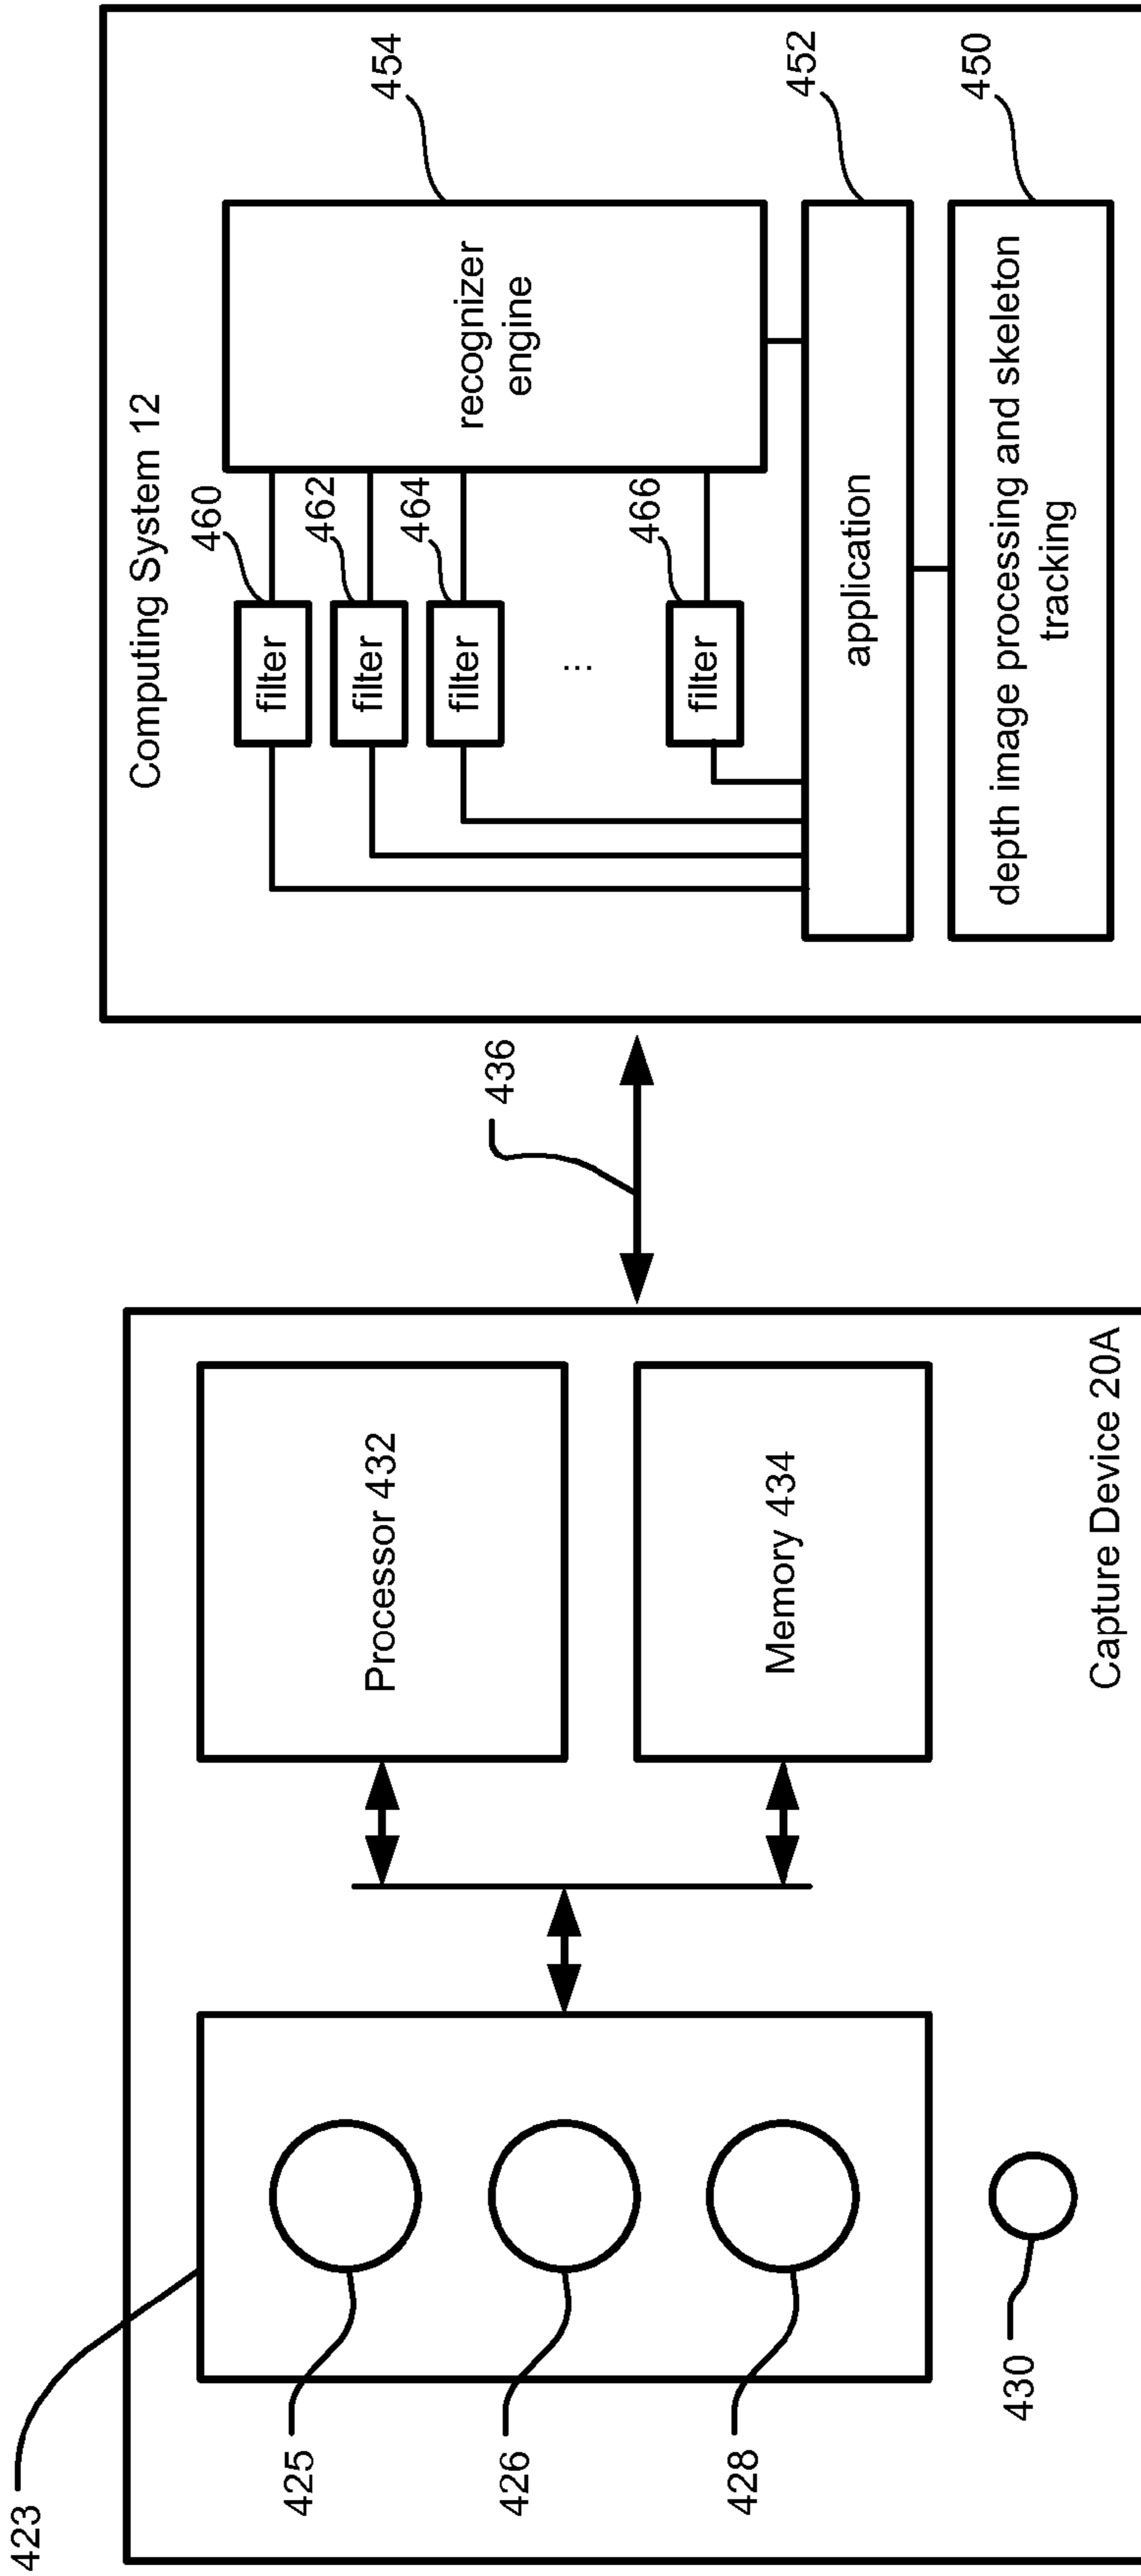 423
425
426
428
430
Processor 432
Memory 434
Capture Device 20A
436
Computing System 12
460
462
464
466
filter
filter
filter
...
filter
recognizer
engine
454
application
452
depth image processing and skeleton
tracking
450